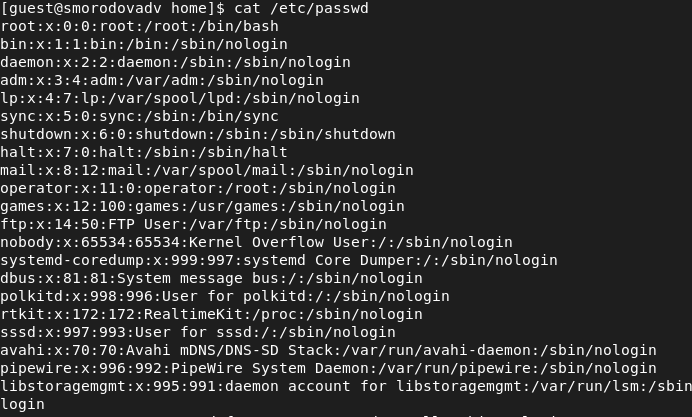 [guest@smorodovadv home]$ cat /etc/passwd
root:x:0:0:root:/root:/bin/bash
bin:x:1:1:bin:/bin:/sbin/nologin
daemon:x:2:2:daemon:/sbin:/sbin/nologin
adm:x:3:4:adm:/var/adm:/sbin/nologin
lp:x:4:7:lp:/var/spool/lpd:/sbin/nologin
sync:x:5:0:sync:/sbin:/bin/sync
shutdown:x:6:0:shutdown:/sbin:/sbin/shutdown
halt:x:7:0:halt:/sbin:/sbin/halt
mail:x:8:12:mail:/var/spool/mail:/sbin/nologin
operator:x:11:0:operator:/root:/sbin/nologin
games:x:12:100:games:/usr/games:/sbin/nologin
ftp:x:14:50:FTP User:/var/ftp:/sbin/nologin
nobody:x:65534:65534:Kernel Overflow User:/:/sbin/nologin
systemd-coredump:x:999:997:systemd Core Dumper:/:/sbin/nologin
dbus:x:81:81:System message bus:/:/sbin/nologin
polkitd:x:998:996:User for polkitd:/:/sbin/nologin
rtkit:x:172:172:RealtimeKit:/proc:/sbin/nologin
sssd:x:997:993:User for sssd:/:/sbin/nologin
avahi:x:70:70:Avahi mDNS/DNS-SD Stack:/var/run/avahi-daemon:/sbin/nologin
pipewire:x:996:992:PipeWire System Daemon:/var/run/pipewire:/sbin/nologin
libstoragemgmt:x:995:991:daemon account for libstoragemgmt:/var/run/lsm:/sbin/no
login